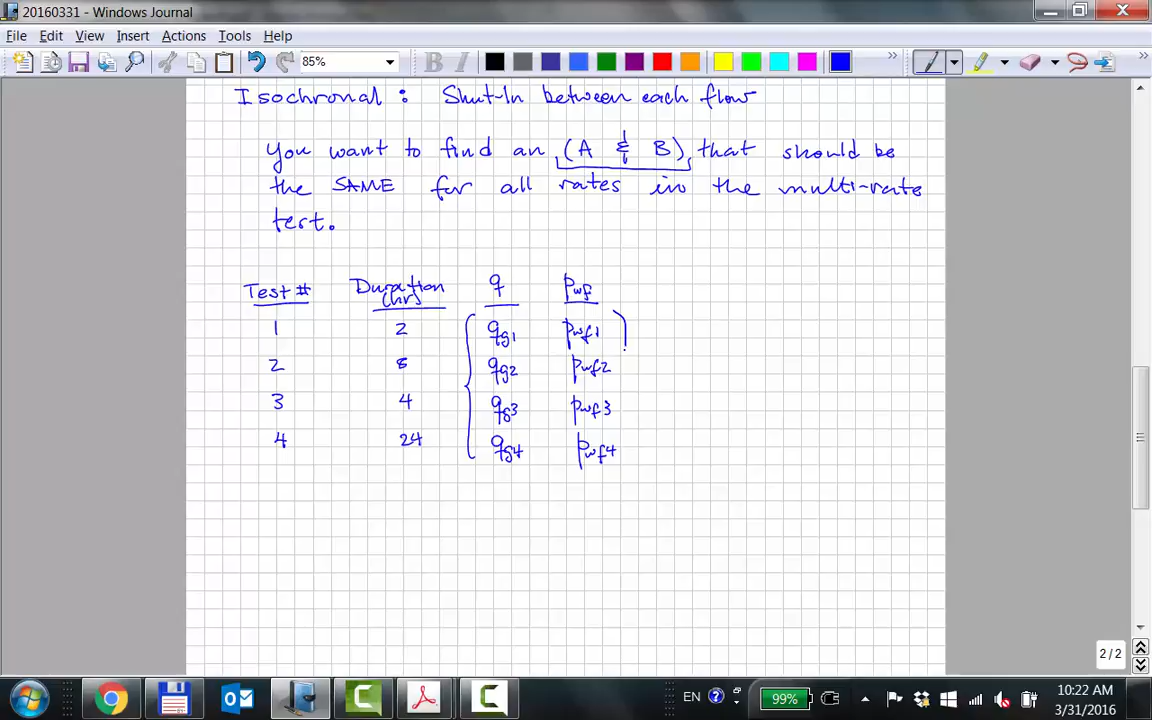 20160331 - Windows Journal
File Edit View Insert Actions Tools Help
85%
B I
Isochronal : Shut-In between each flow
You want to find an (A & B) that should be
the SAME for all rates in the multi-rate
test.
Test # Duration (hr) q pwf
1 2 qg1 pwf1
2 8 qg2 pwf2
3 4 qg3 pwf3
4 24 qg4 pwf4
2 / 2
EN 99% 10:22 AM
3/31/2016